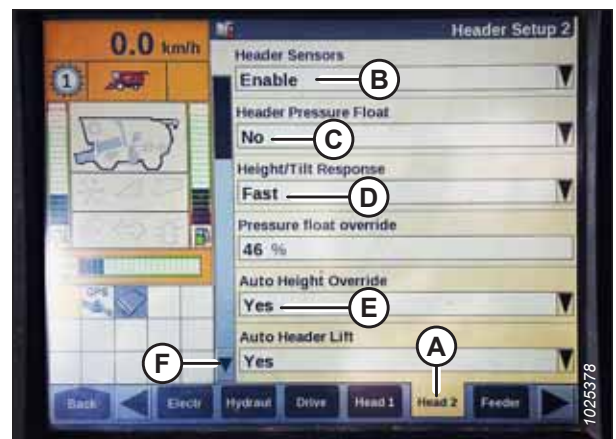 0.0 km/h
Header Setup 2
1
Header Sensors
Enable
B
Header Pressure Float
No
C
Height/Tilt Response
Fast
D
Pressure float override
46 %
Auto Height Override
Yes
E
GPS
Auto Header Lift
Yes
F
A
Back
Electr
Hydraul
Drive
Head 1
Head 2
Feeder
1025378